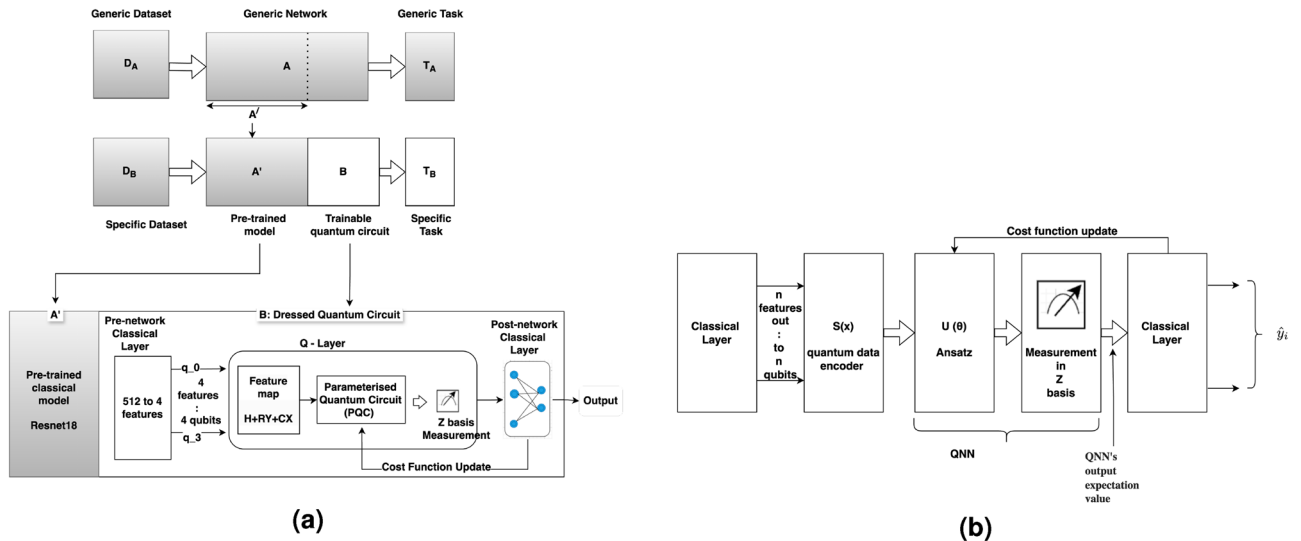 Generic Dataset
Generic Network
Generic Task
D_A
A
T_A
A′
D_B
A'
B
T_B
Specific Dataset
Pre-trained
model
Trainable
quantum circuit
Specific
Task
A'
Pre-trained
classical
model
Resnet18
B: Dressed Quantum Circuit
Pre-network
Classical
Layer
512 to 4
features
q_0
4
features
:
4 qubits
q_3
Q - Layer
Feature
map
H+RY+CX
Parameterised
Quantum Circuit
(PQC)
Z basis
Measurement
Cost Function Update
Post-network
Classical
Layer
Output
(a)
Cost function update
Classical
Layer
n
features
out
:
to
n
qubits
S(x)
quantum data
encoder
U (θ)
Ansatz
Measurement
in
Z
basis
Classical
Layer
ŷ_i
QNN
QNN's
output
expectation
value
(b)